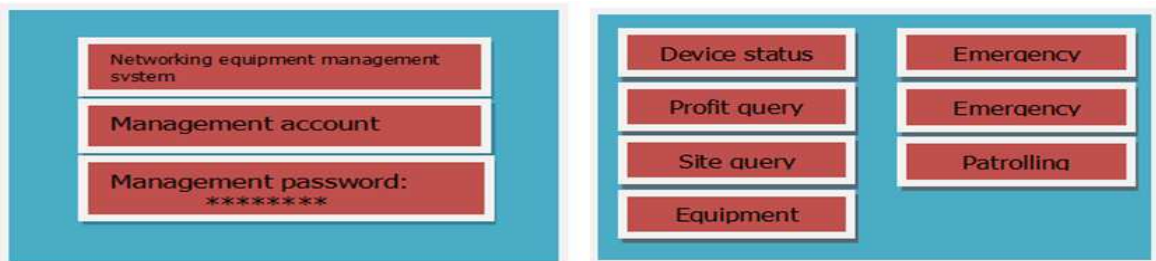 Networking equipment management
system
Management account
Management password:
********
Device status
Profit query
Site query
Equipment
Emergency
Emergency
Patrolling